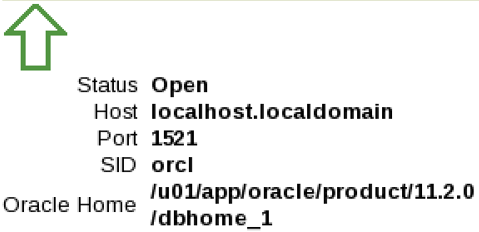 Status Open
Host localhost.localdomain
Port 1521
SID orcl
Oracle Home /u01/app/oracle/product/11.2.0
/dbhome_1